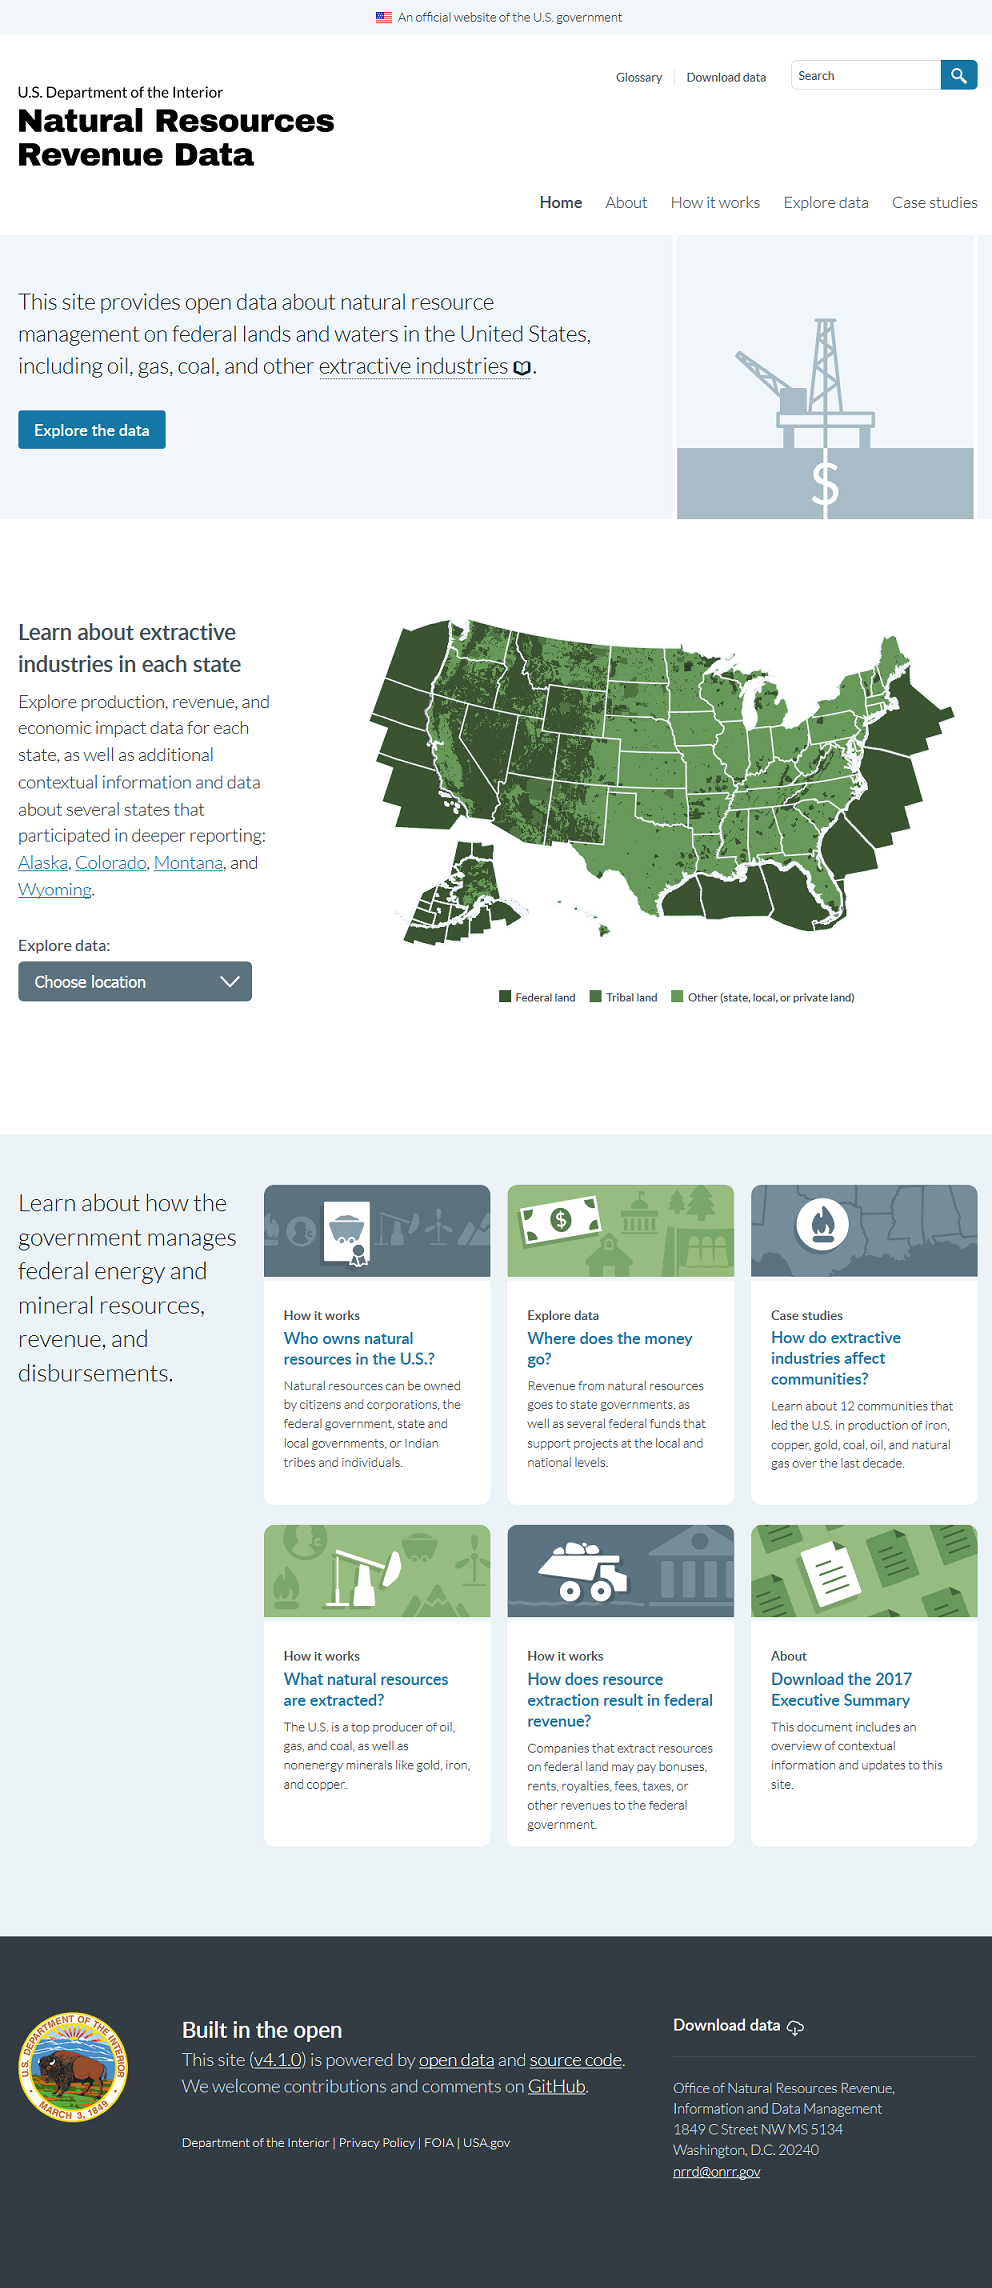 An official website of the U.S. government
Glossary
Download data
Search
U.S. Department of the Interior
Natural Resources
Revenue Data
Home
About
How it works
Explore data
Case studies
This site provides open data about natural resource
management on federal lands and waters in the United States,
including oil, gas, coal, and other extractive industries.
Explore the data
$
Learn about extractive
industries in each state
Explore production, revenue, and
economic impact data for each
state, as well as additional
contextual information and data
about several states that
participated in deeper reporting:
Alaska, Colorado, Montana, and
Wyoming.
Explore data:
Choose location
Federal land
Tribal land
Other (state, local, or private land)
Learn about how the
government manages
federal energy and
mineral resources,
revenue, and
disbursements.
How it works
Who owns natural
resources in the U.S.?
Natural resources can be owned
by citizens and corporations, the
federal government, state and
local governments, or Indian
tribes and individuals.
$
Explore data
Where does the money
go?
Revenue from natural resources
goes to state governments, as
well as several federal funds that
support projects at the local and
national levels.
Case studies
How do extractive
industries affect
communities?
Learn about 12 communities that
led the U.S. in production of iron,
copper, gold, coal, oil, and natural
gas over the last decade.
How it works
What natural resources
are extracted?
The U.S. is a top producer of oil,
gas, and coal, as well as
nonenergy minerals like gold, iron,
and copper.
How it works
How does resource
extraction result in federal
revenue?
Companies that extract resources
on federal land may pay bonuses,
rents, royalties, fees, taxes, or
other revenues to the federal
government.
About
Download the 2017
Executive Summary
This document includes an
overview of contextual
information and updates to this
site.
U.S. DEPARTMENT OF THE INTERIOR
MARCH 3, 1849
Built in the open
This site (v4.1.0) is powered by open data and source code.
We welcome contributions and comments on GitHub.
Department of the Interior | Privacy Policy | FOIA | USA.gov
Download data
Office of Natural Resources Revenue,
Information and Data Management
1849 C Street NW MS 5134
Washington, D.C. 20240
nrrd@onrr.gov